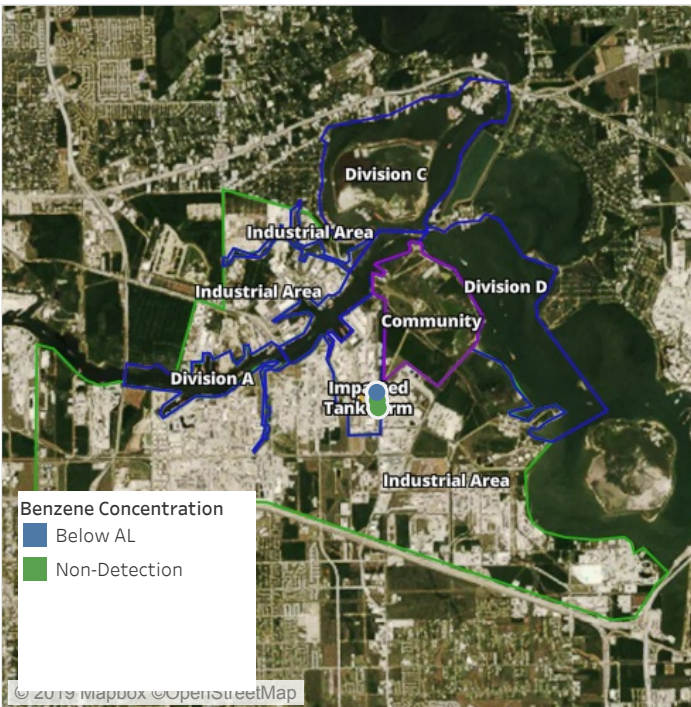 Division C
Industrial Area
Division D
Industrial Area
Community
Division A
Tank
Industrial Area
Benzene Concentration
Below AL
Non-Detection
© 2019 Mapbox ©OpenStreetMap